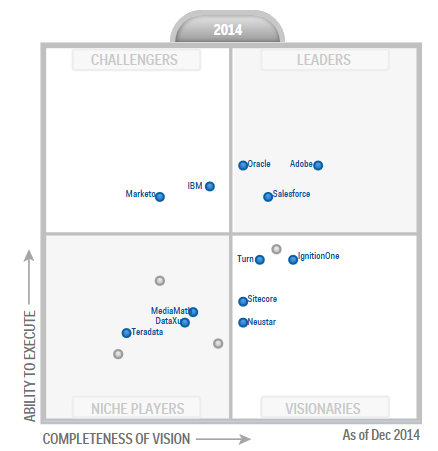 2014
CHALLENGERS
LEADERS
Oracle
Adobe
IBM
Marketo
Salesforce
Turn
IgnitionOne
Sitecore
MediaMath
DataXu
Neustar
Teradata
NICHE PLAYERS
VISIONARIES
ABILITY TO EXECUTE
COMPLETENESS OF VISION
As of Dec 2014